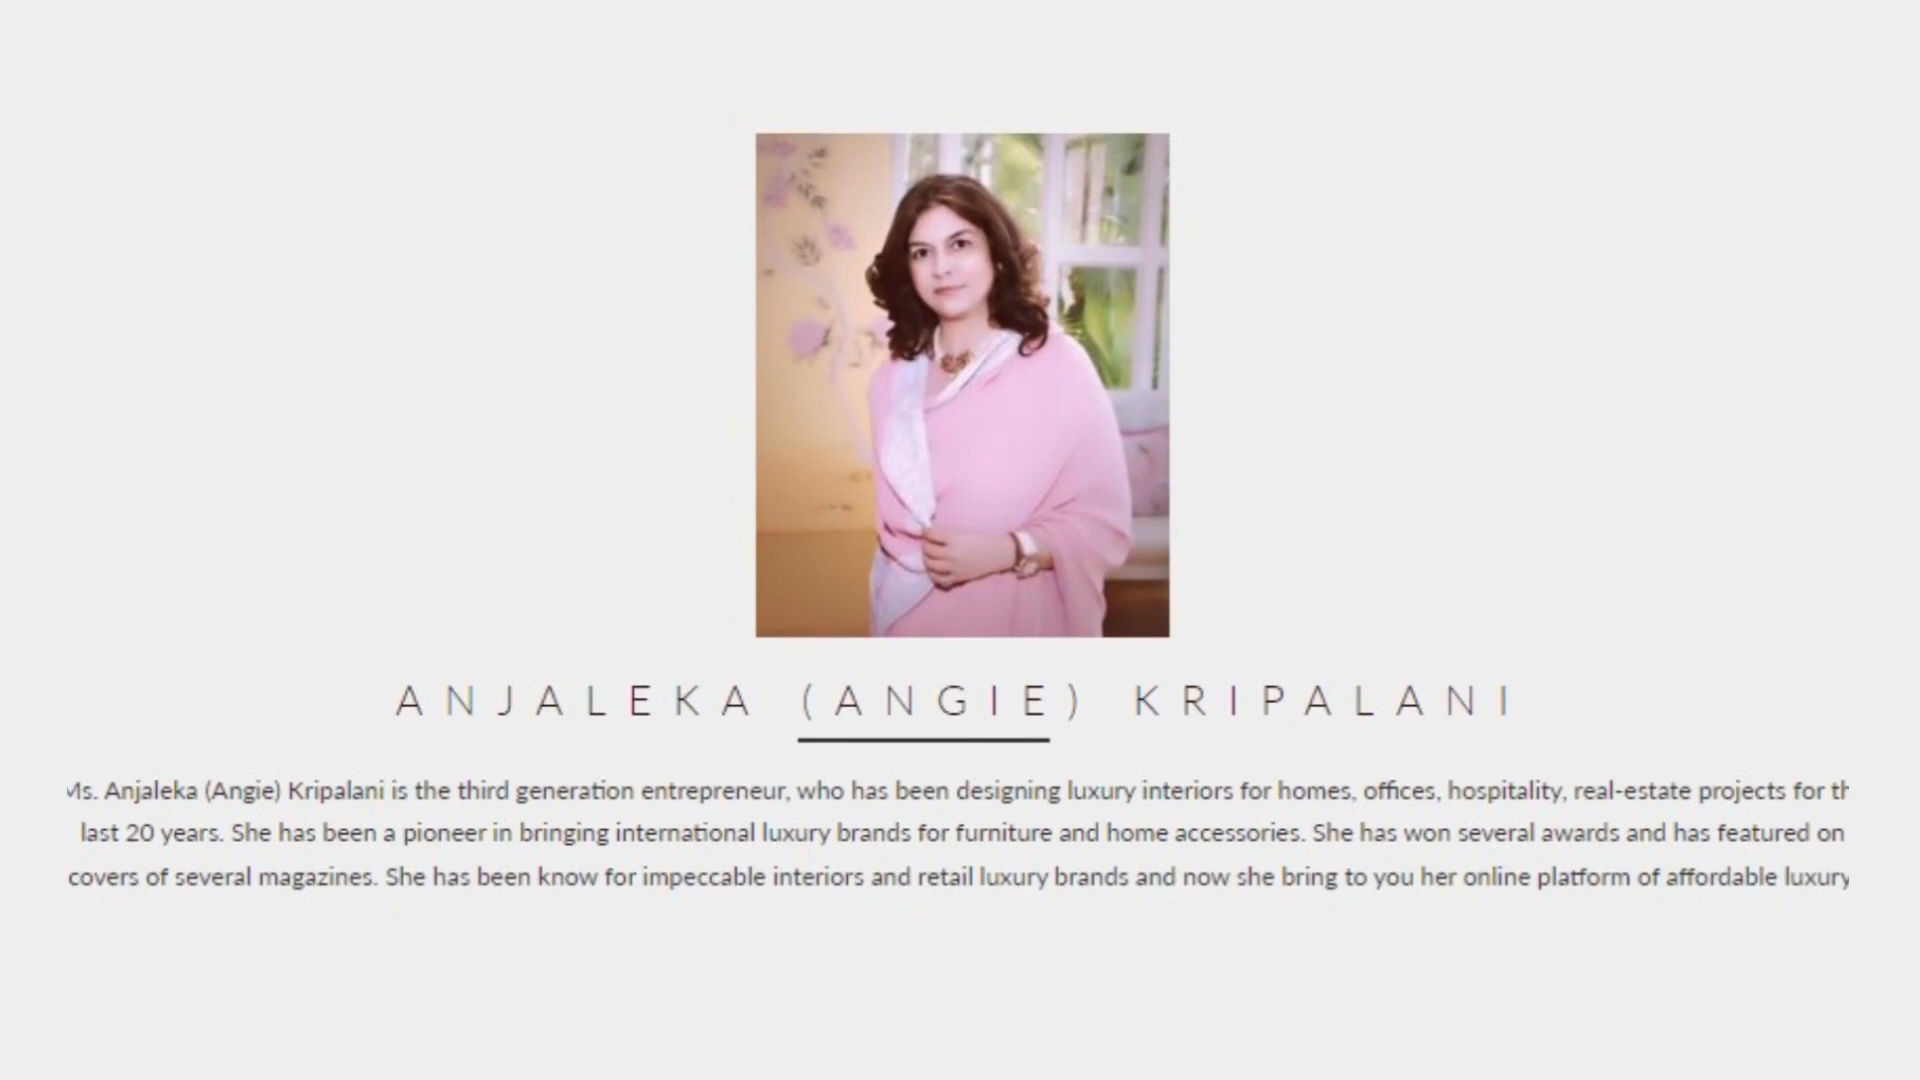 ANJALEKA (ANGIE) KRIPALANI
Ms. Anjaleka (Angie) Kripalani is the third generation entrepreneur, who has been designing luxury interiors for homes, offices, hospitality, real-estate projects for th
last 20 years. She has been a pioneer in bringing international luxury brands for furniture and home accessories. She has won several awards and has featured on
covers of several magazines. She has been know for impeccable interiors and retail luxury brands and now she bring to you her online platform of affordable luxury